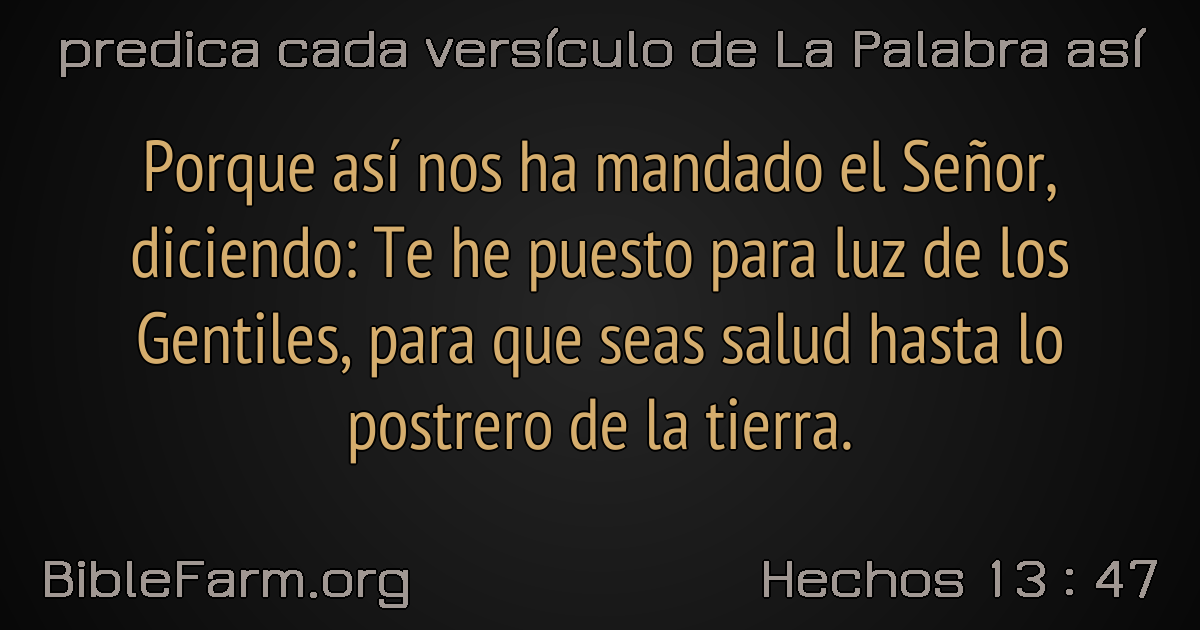 predica cada versículo de La Palabra así
Porque así nos ha mandado el Señor,
diciendo: Te he puesto para luz de los
Gentiles, para que seas salud hasta lo
postrero de la tierra.
BibleFarm.org
Hechos 13 : 47